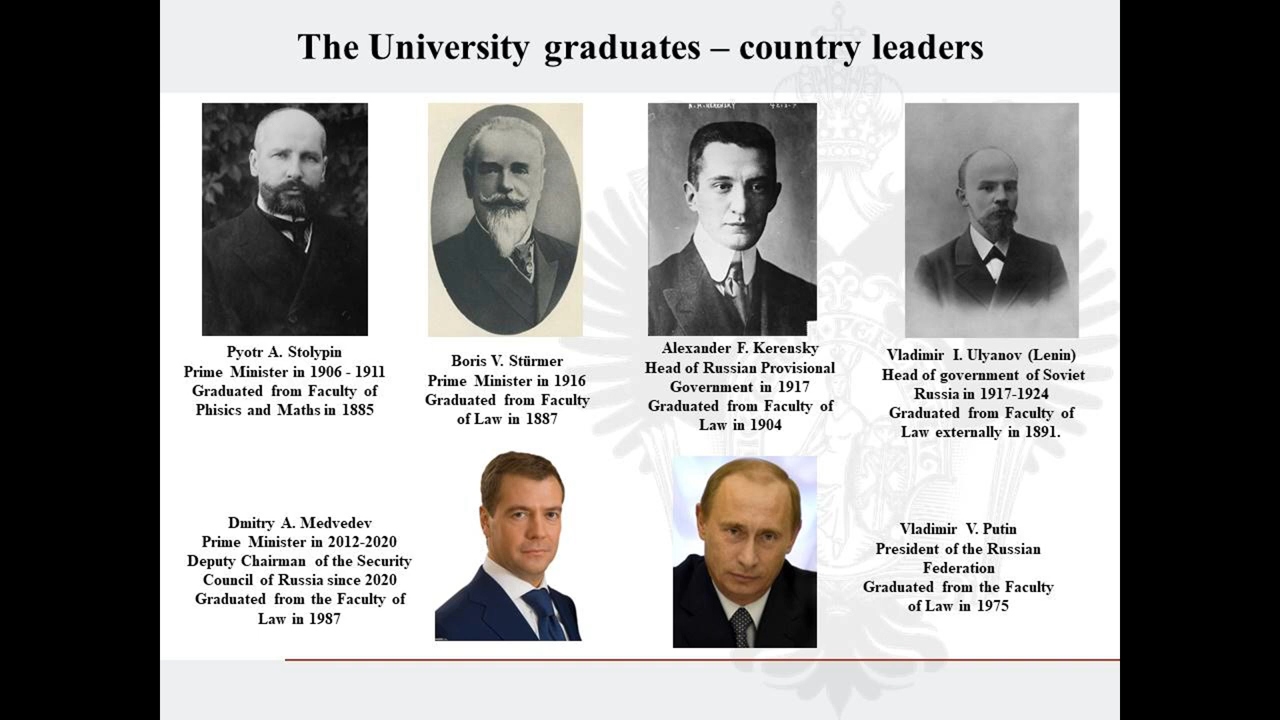 The University graduates – country leaders
Pyotr A. Stolypin
Prime Minister in 1906 - 1911
Graduated from Faculty of
Phisics and Maths in 1885
Boris V. Stürmer
Prime Minister in 1916
Graduated from Faculty
of Law in 1887
Alexander F. Kerensky
Head of Russian Provisional
Government in 1917
Graduated from Faculty of
Law in 1904
Vladimir I. Ulyanov (Lenin)
Head of government of Soviet
Russia in 1917-1924
Graduated from Faculty of
Law externally in 1891.
Dmitry A. Medvedev
Prime Minister in 2012-2020
Deputy Chairman of the Security
Council of Russia since 2020
Graduated from the Faculty of
Law in 1987
Vladimir V. Putin
President of the Russian
Federation
Graduated from the Faculty
of Law in 1975